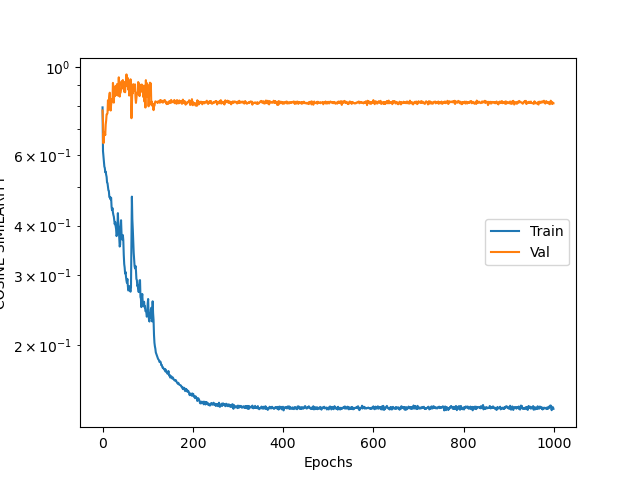 10⁰
6 × 10⁻¹
4 × 10⁻¹
3 × 10⁻¹
2 × 10⁻¹
COSINE SIMILARITY
Train
Val
0 200 400 600 800 1000
Epochs